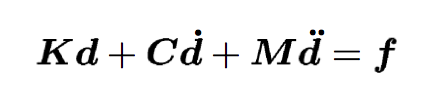 Kd + Cḋ + Md̈ = f